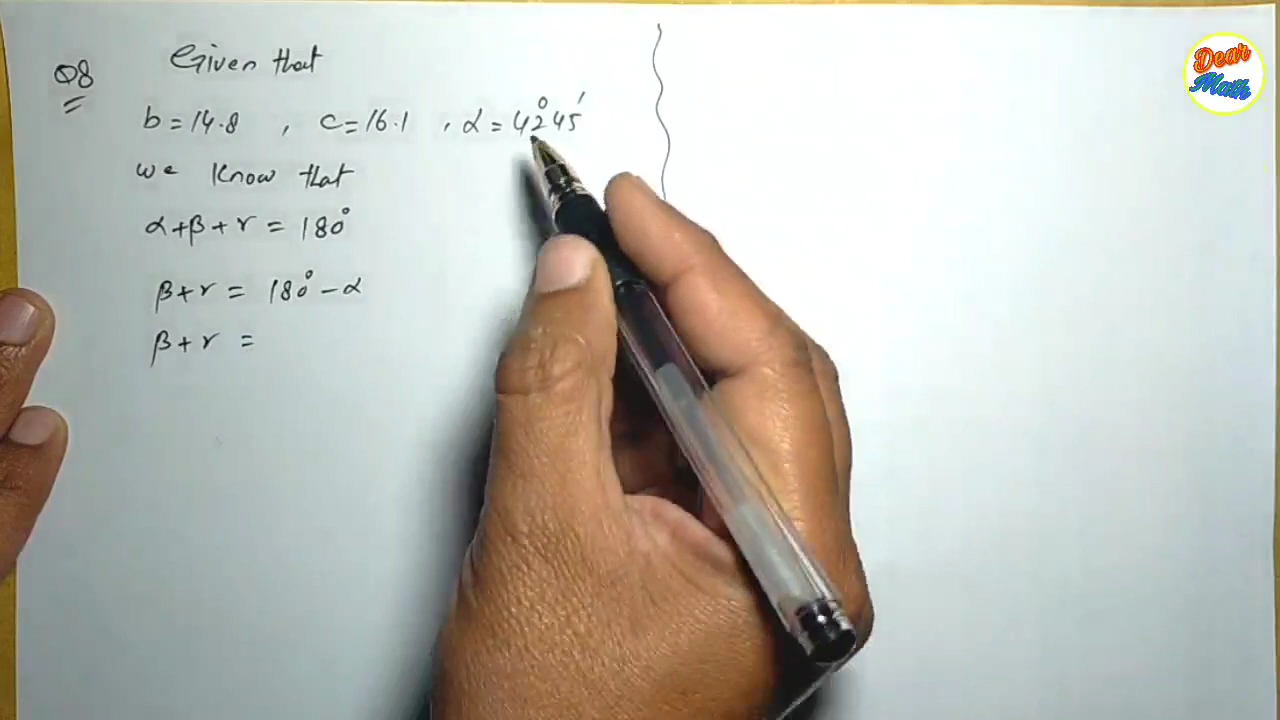 Q8 Given that
b = 14.8 , c = 16.1 , α = 42°45′
we know that
α+β+γ = 180°
β+γ = 180° - α
β+γ =
Dear
Math